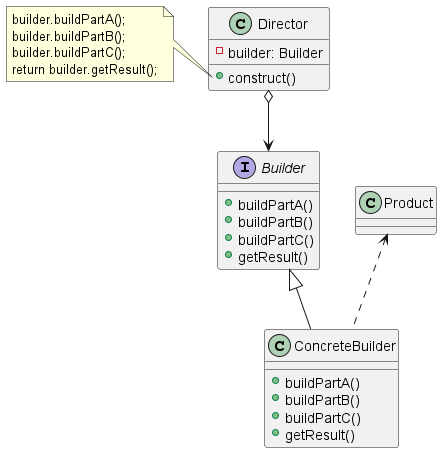 builder.buildPartA();
builder.buildPartB();
builder.buildPartC();
return builder.getResult();
C Director
builder: Builder
construct()
I Builder
buildPartA()
buildPartB()
buildPartC()
getResult()
C Product
C ConcreteBuilder
buildPartA()
buildPartB()
buildPartC()
getResult()